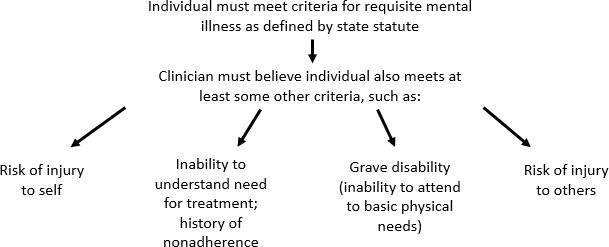 Individual must meet criteria for requisite mental
illness as defined by state statute
Clinician must believe individual also meets at
least some other criteria, such as:
Risk of injury
to self
Inability to
understand need
for treatment;
history of
nonadherence
Grave disability
(inability to attend
to basic physical
needs)
Risk of injury
to others